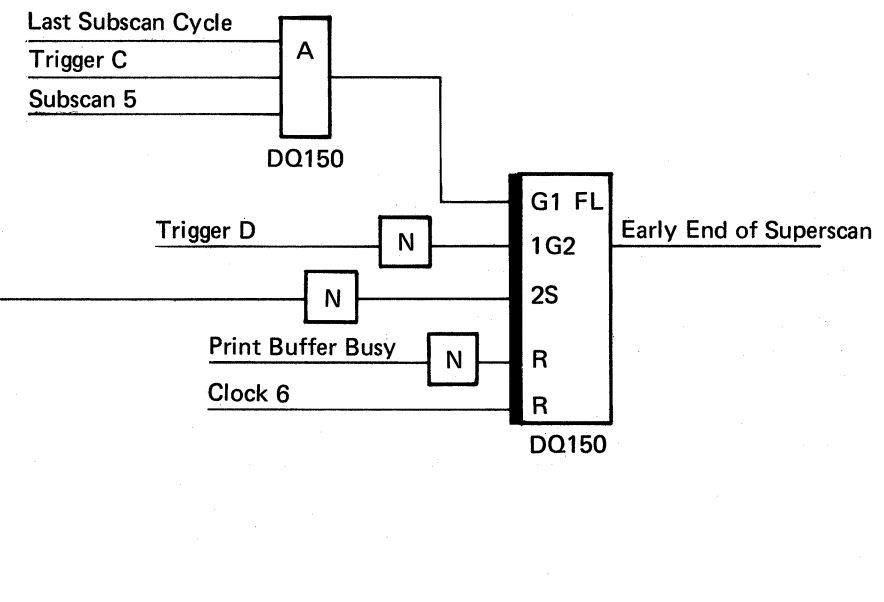 Last Subscan Cycle
A
Trigger C
Subscan 5
DQ150
G1 FL
Trigger D
N
1G2
Early End of Superscan
N
2S
Print Buffer Busy
N
R
Clock 6
R
DQ150